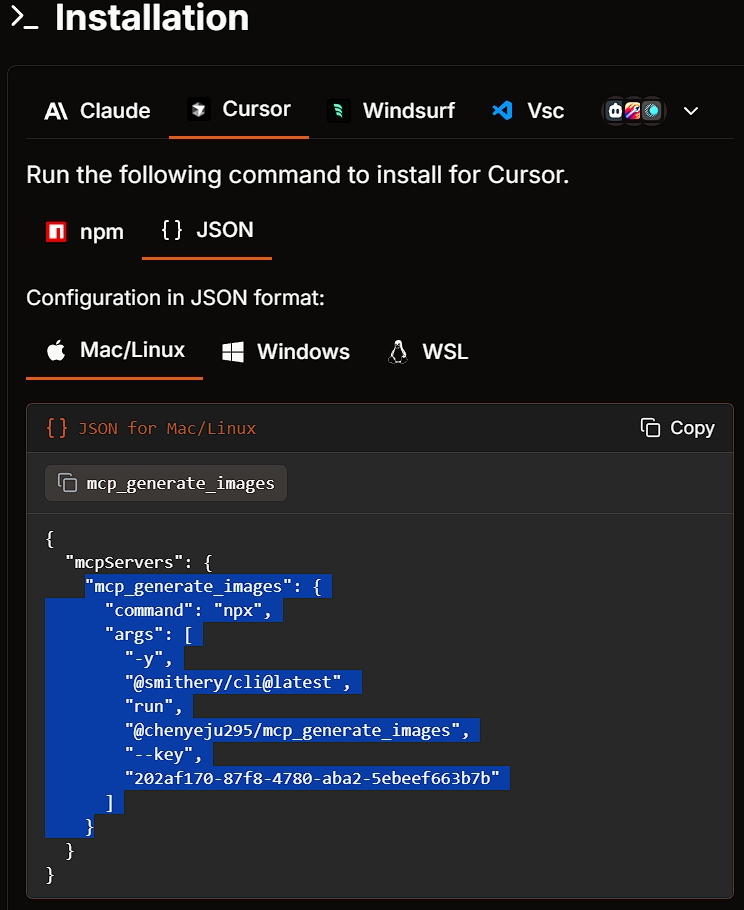 >_ Installation
Claude Cursor Windsurf Vsc
Run the following command to install for Cursor.
npm {} JSON
Configuration in JSON format:
Mac/Linux Windows WSL
{} JSON for Mac/Linux Copy
mcp_generate_images
{
  "mcpServers": {
    "mcp_generate_images": {
      "command": "npx",
      "args": [
        "-y",
        "@smithery/cli@latest",
        "run",
        "@chenyeju295/mcp_generate_images",
        "--key",
        "202af170-87f8-4780-aba2-5ebeef663b7b"
      ]
    }
  }
}